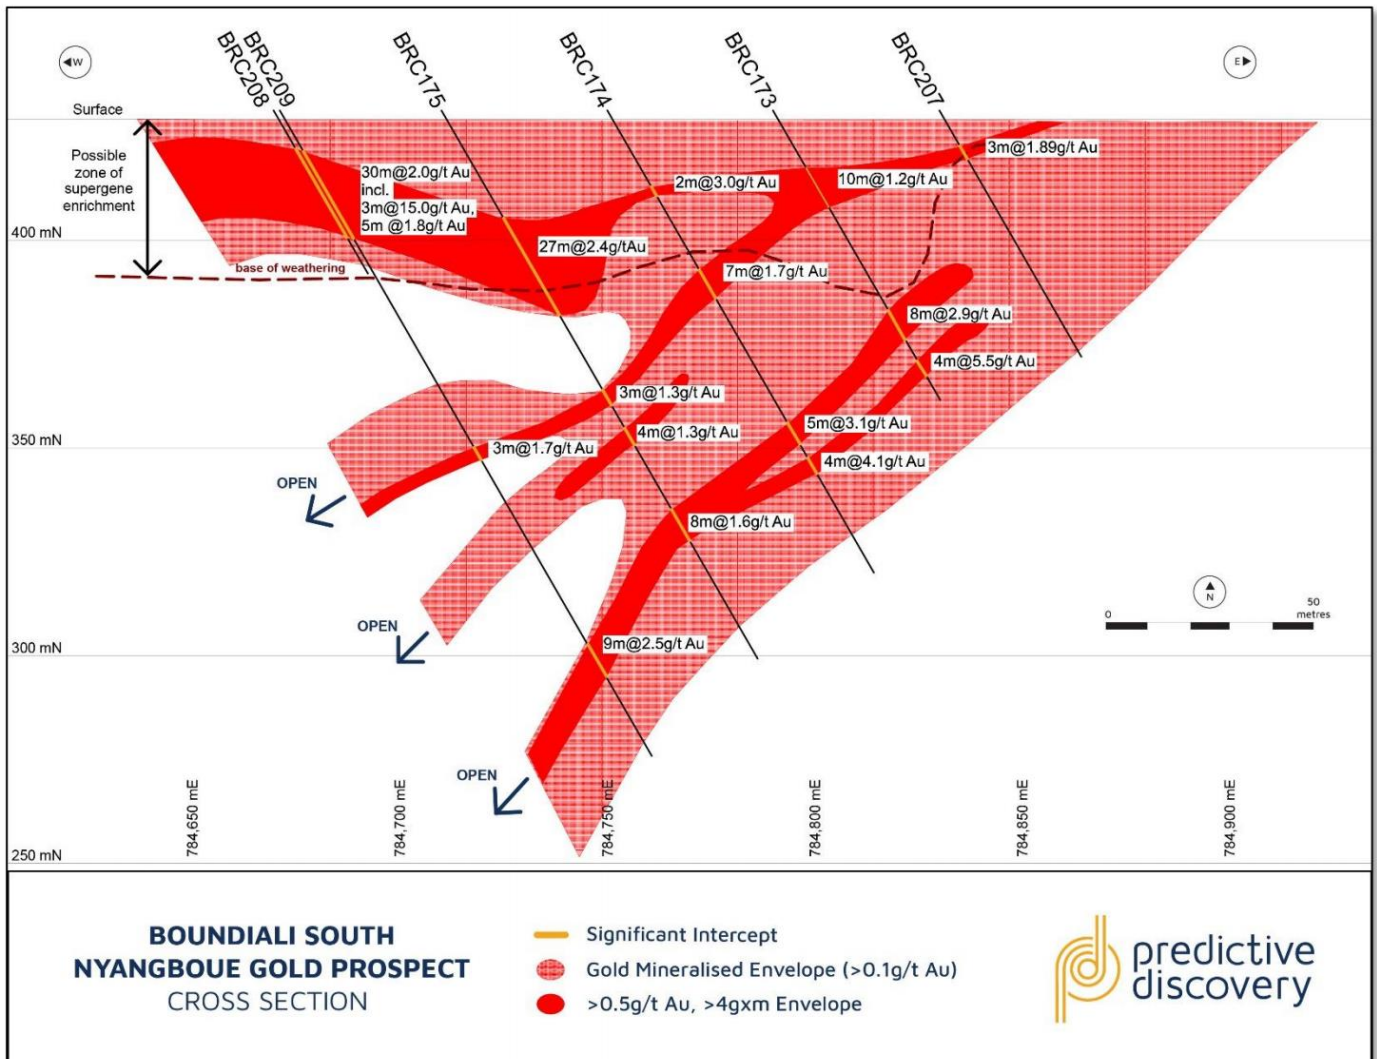 BRC208
BRC209
BRC175
BRC174
BRC173
BRC207
W
E
Surface
Possible
zone of
supergene
enrichment
3m@1.89g/t Au
30m@2.0g/t Au
incl.
3m@15.0g/t Au,
5m @1.8g/t Au
2m@3.0g/t Au
10m@1.2g/t Au
400 mN
27m@2.4g/tAu
base of weathering
7m@1.7g/t Au
8m@2.9g/t Au
4m@5.5g/t Au
3m@1.3g/t Au
5m@3.1g/t Au
4m@1.3g/t Au
350 mN
3m@1.7g/t Au
4m@4.1g/t Au
OPEN
8m@1.6g/t Au
N
0
50
metres
OPEN
300 mN
9m@2.5g/t Au
OPEN
784,650 mE
784,700 mE
784,750 mE
784,800 mE
784,850 mE
784,900 mE
250 mN
BOUNDIALI SOUTH
NYANGBOUE GOLD PROSPECT
CROSS SECTION
Significant Intercept
Gold Mineralised Envelope (>0.1g/t Au)
>0.5g/t Au, >4gxm Envelope
predictive
discovery